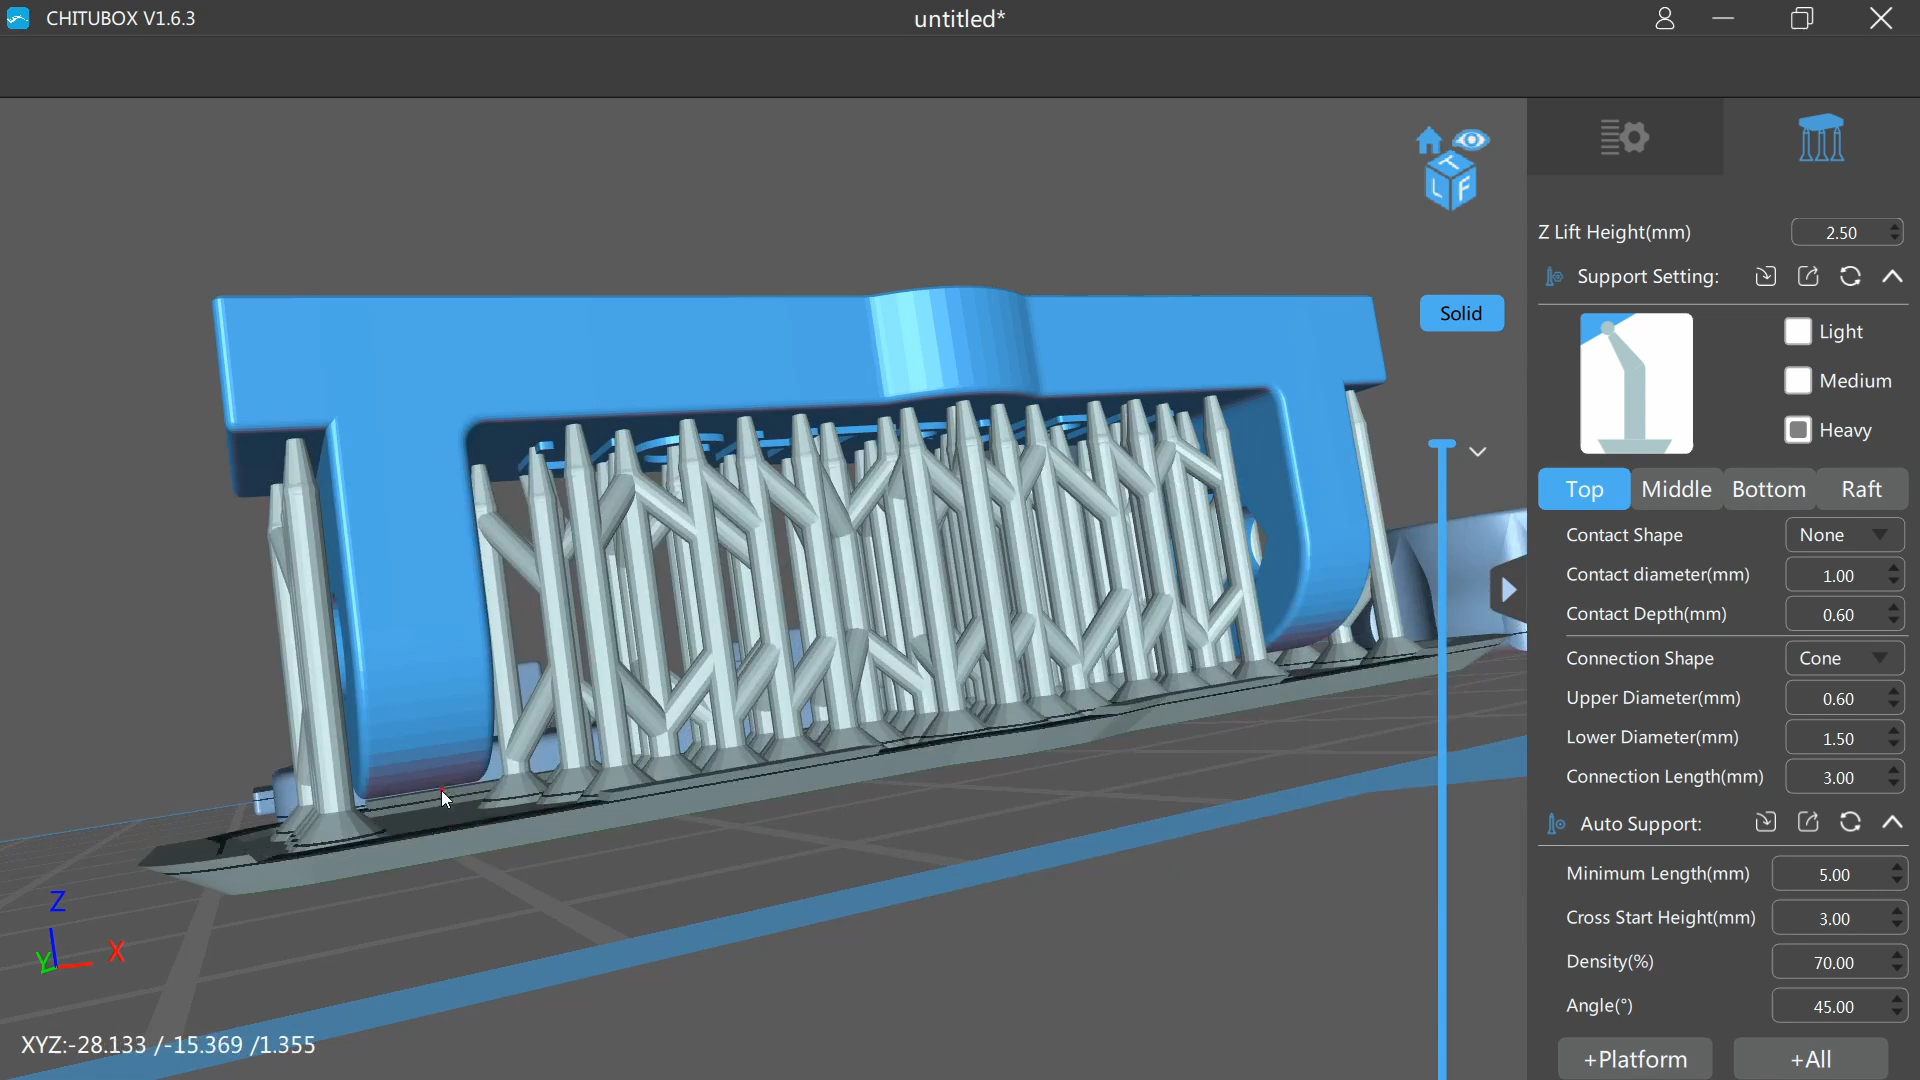 CHITUBOX V1.6.3
untitled*
T
L F
Z Lift Height(mm) 2.50
Support Setting:
Solid
Light
Medium
Heavy
Top Middle Bottom Raft
Contact Shape None
Contact diameter(mm) 1.00
Contact Depth(mm) 0.60
Connection Shape Cone
Upper Diameter(mm) 0.60
Lower Diameter(mm) 1.50
Connection Length(mm) 3.00
Auto Support:
Minimum Length(mm) 5.00
Cross Start Height(mm) 3.00
Density(%) 70.00
Angle(°) 45.00
+Platform +All
Z
Y X
XYZ:-28.133 /-15.369 /1.355